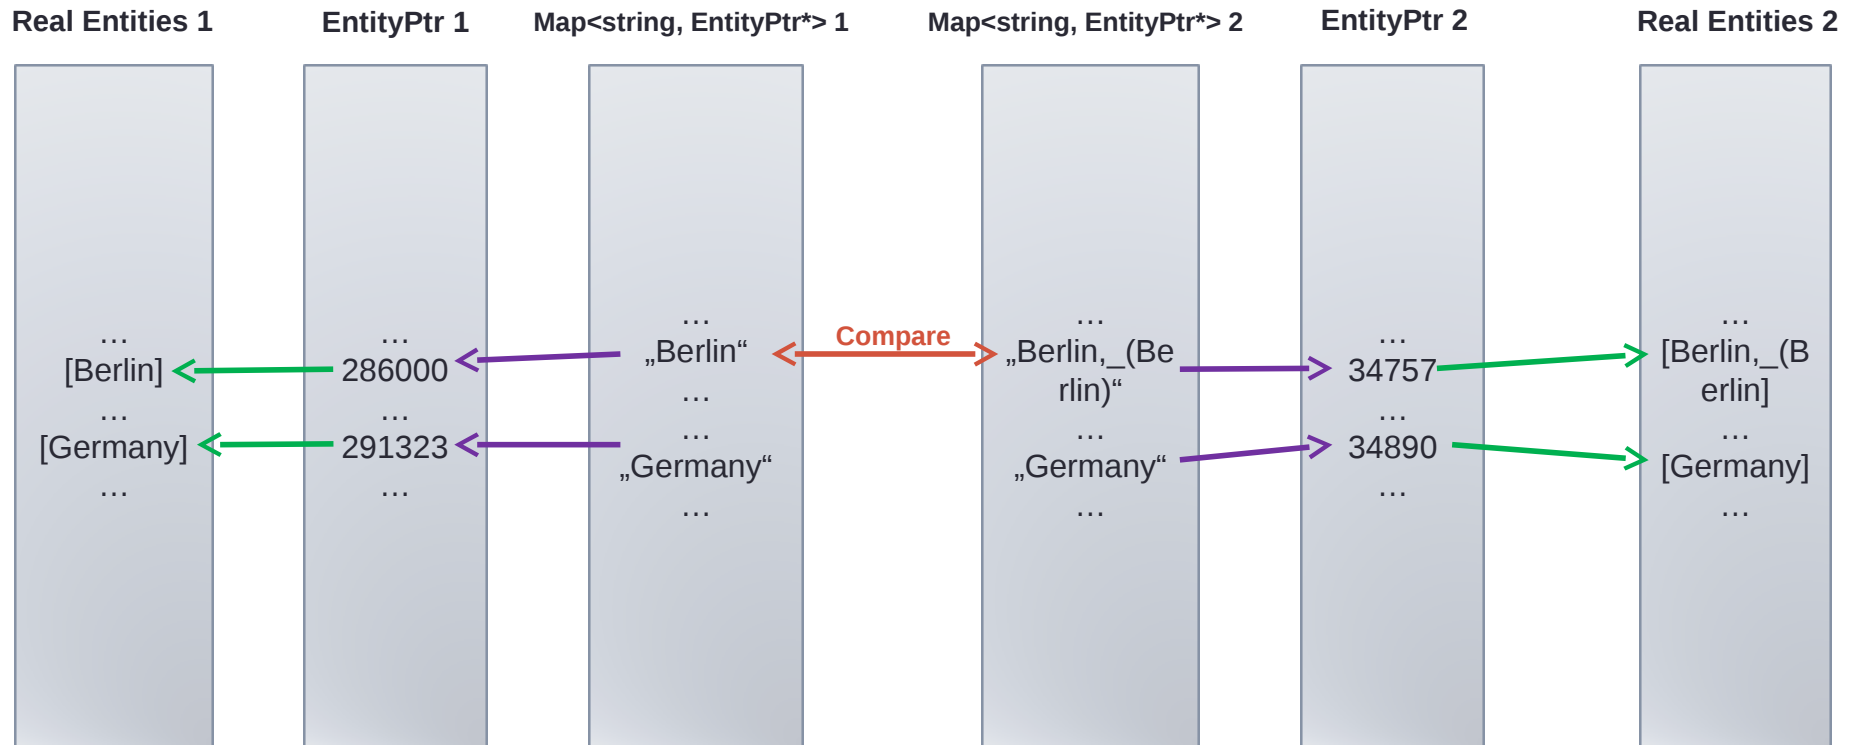 Real Entities 1
EntityPtr 1
Map<string, EntityPtr*> 1
Map<string, EntityPtr*> 2
EntityPtr 2
Real Entities 2
…
[Berlin]
…
[Germany]
…
…
286000
…
291323
…
…
„Berlin“
…
…
„Germany“
…
Compare
…
„Berlin,_(Be
rlin)“
…
„Germany“
…
…
34757
…
34890
…
…
[Berlin,_(B
erlin]
…
[Germany]
…